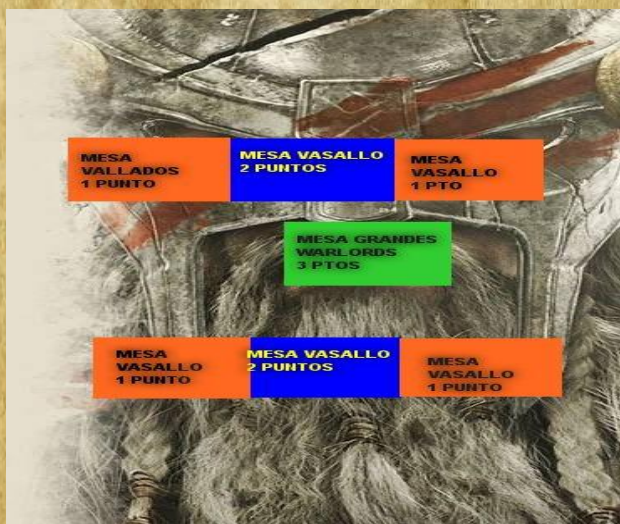 MESA
VALLADOS
1 PUNTO
MESA VASALLO
2 PUNTOS
MESA
VASALLO
1 PTO
MESA GRANDES
WARLORDS
3 PTOS
MESA
VASALLO
1 PUNTO
MESA VASALLO
2 PUNTOS
MESA
VASALLO
1 PUNTO